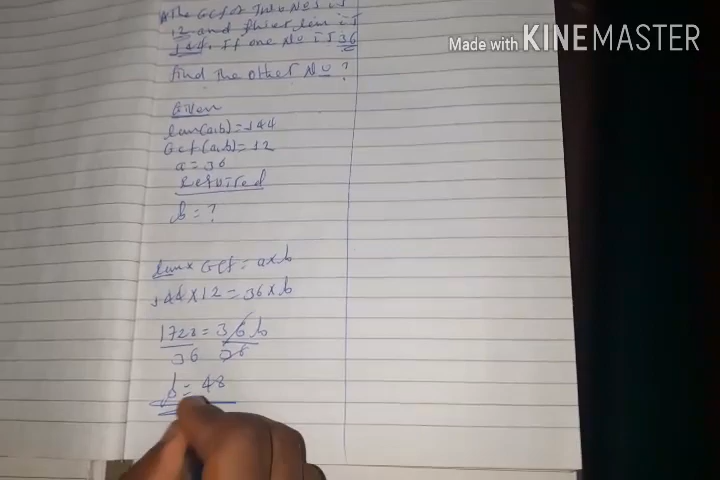 The Gcf of Two No's is
12 and their lcm is
144. If one No is 36
Find The other No ?
Given
lcm(a,b) = 144
Gcf(a,b) = 12
a = 36
Required
b = ?
lcm × Gcf = a×b
144 × 12 = 36 × b
1728 = 36 b
36 36
b = 48
Made with KINEMASTER